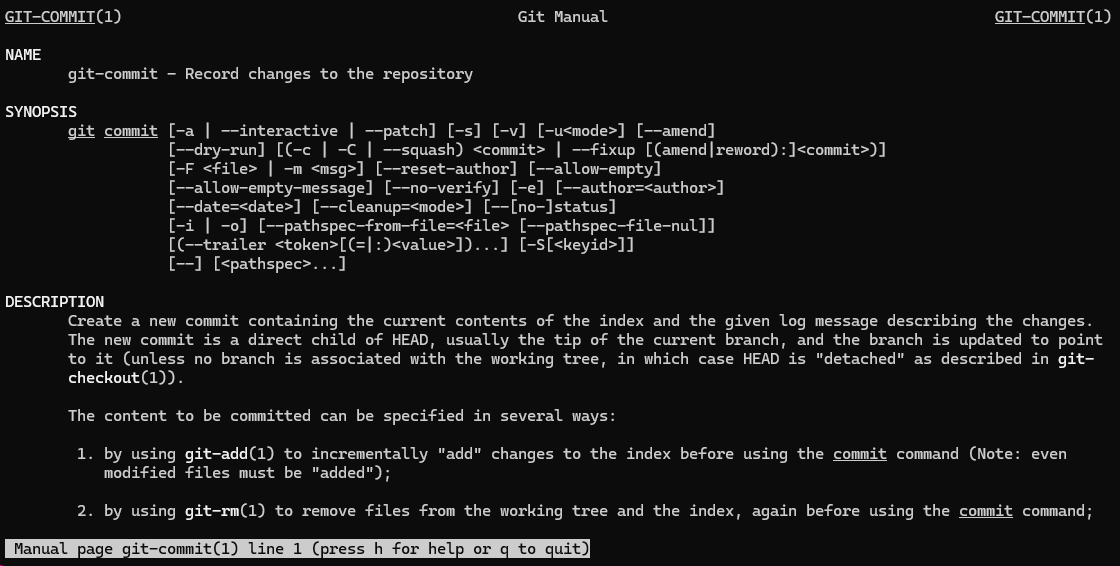 GIT-COMMIT(1) Git Manual GIT-COMMIT(1)
NAME
git-commit - Record changes to the repository
SYNOPSIS
git commit [-a | --interactive | --patch] [-s] [-v] [-u<mode>] [--amend]
[--dry-run] [(-c | -C | --squash) <commit> | --fixup [(amend|reword):]<commit>)]
[-F <file> | -m <msg>] [--reset-author] [--allow-empty]
[--allow-empty-message] [--no-verify] [-e] [--author=<author>]
[--date=<date>] [--cleanup=<mode>] [--[no-]status]
[-i | -o] [--pathspec-from-file=<file> [--pathspec-file-nul]]
[(--trailer <token>[(=|:)<value>])...] [-S[<keyid>]]
[--] [<pathspec>...]
DESCRIPTION
Create a new commit containing the current contents of the index and the given log message describing the changes.
The new commit is a direct child of HEAD, usually the tip of the current branch, and the branch is updated to point
to it (unless no branch is associated with the working tree, in which case HEAD is "detached" as described in git-
checkout(1)).
The content to be committed can be specified in several ways:
1. by using git-add(1) to incrementally "add" changes to the index before using the commit command (Note: even
modified files must be "added");
2. by using git-rm(1) to remove files from the working tree and the index, again before using the commit command;
Manual page git-commit(1) line 1 (press h for help or q to quit)